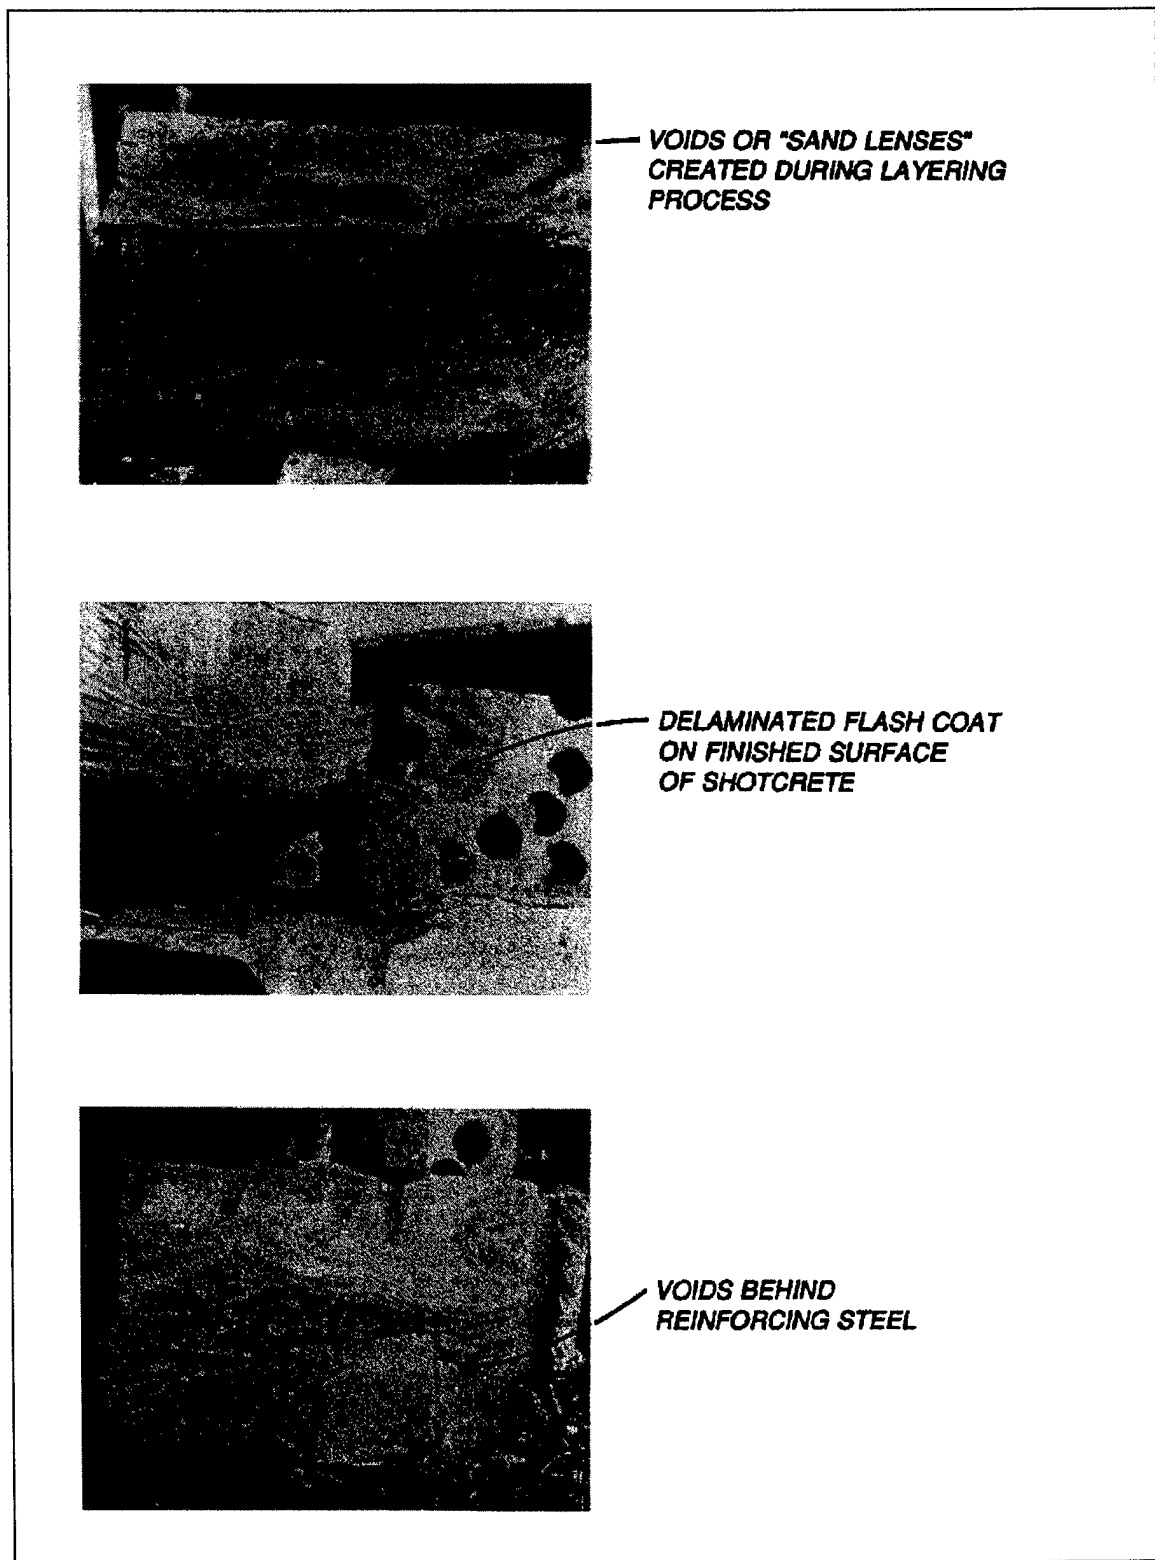 VOIDS OR "SAND LENSES"
CREATED DURING LAYERING
PROCESS
DELAMINATED FLASH COAT
ON FINISHED SURFACE
OF SHOTCRETE
VOIDS BEHIND
REINFORCING STEEL